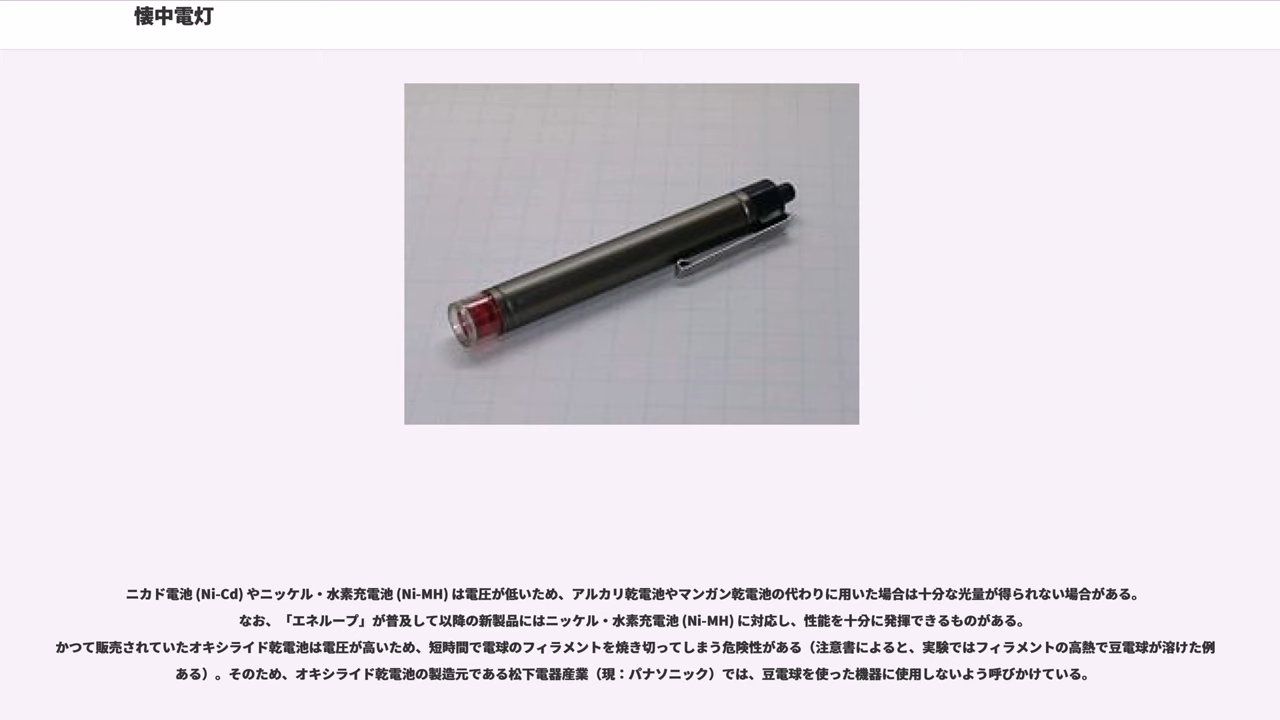 懐中電灯
ニカド電池 (Ni-Cd) やニッケル・水素充電池 (Ni-MH) は電圧が低いため、アルカリ乾電池やマンガン乾電池の代わりに用いた場合は十分な光量が得られない場合がある。
なお、「エネループ」が普及して以降の新製品にはニッケル・水素充電池 (Ni-MH) に対応し、性能を十分に発揮できるものがある。
かつて販売されていたオキシライド乾電池は電圧が高いため、短時間で電球のフィラメントを焼き切ってしまう危険性がある（注意書によると、実験ではフィラメントの高熱で豆電球が溶けた例
ある）。そのため、オキシライド乾電池の製造元である松下電器産業（現：パナソニック）では、豆電球を使った機器に使用しないよう呼びかけている。